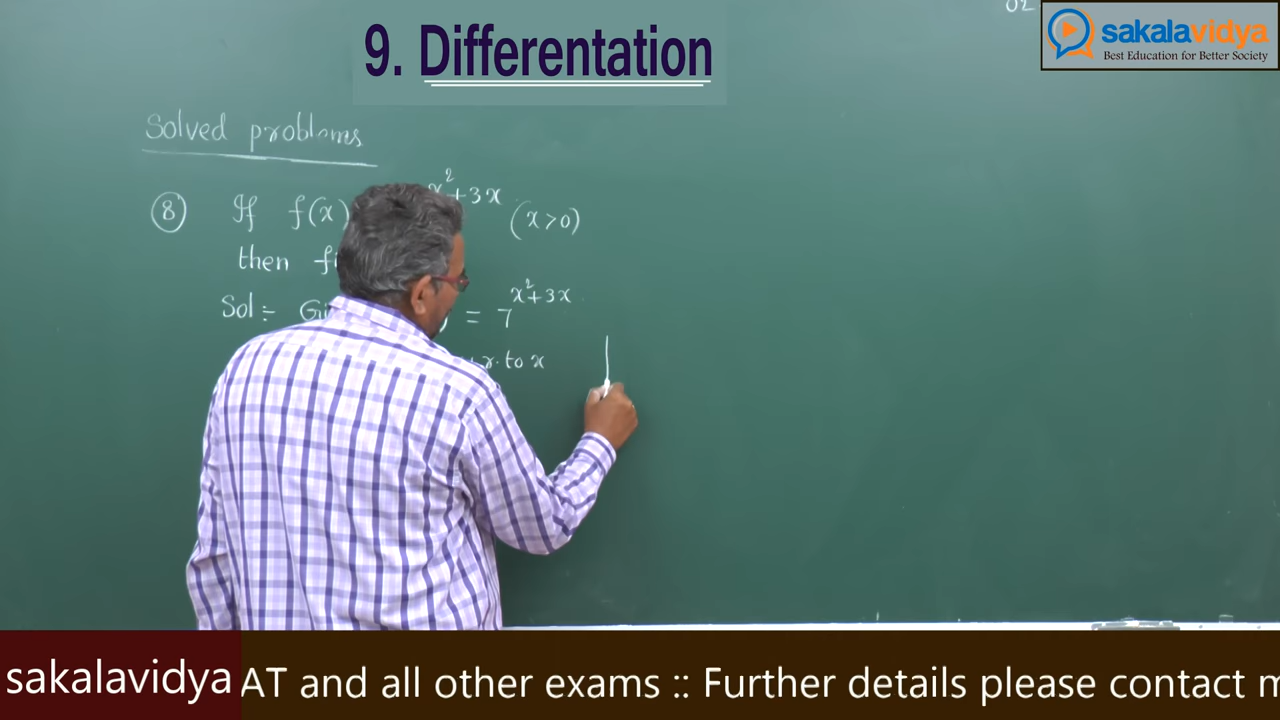 02
sakalavidya
Best Education for Better Society
9. Differentation
Solved problems
8 If f(x) x²+3x (x>0)
then
Sol :- = 7^{x²+3x}
r. to x
sakalavidya AT and all other exams :: Further details please contact